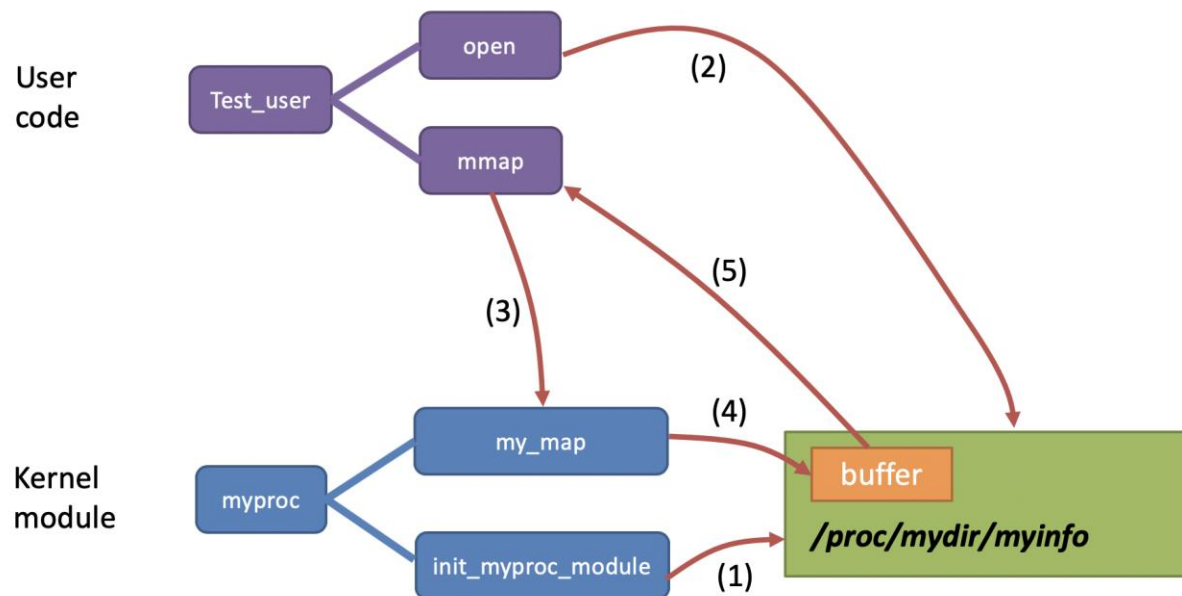 open
(2)
User
code
Test_user
mmap
(5)
(3)
(4)
my_map
buffer
Kernel
module
myproc
/proc/mydir/myinfo
init_myproc_module
(1)